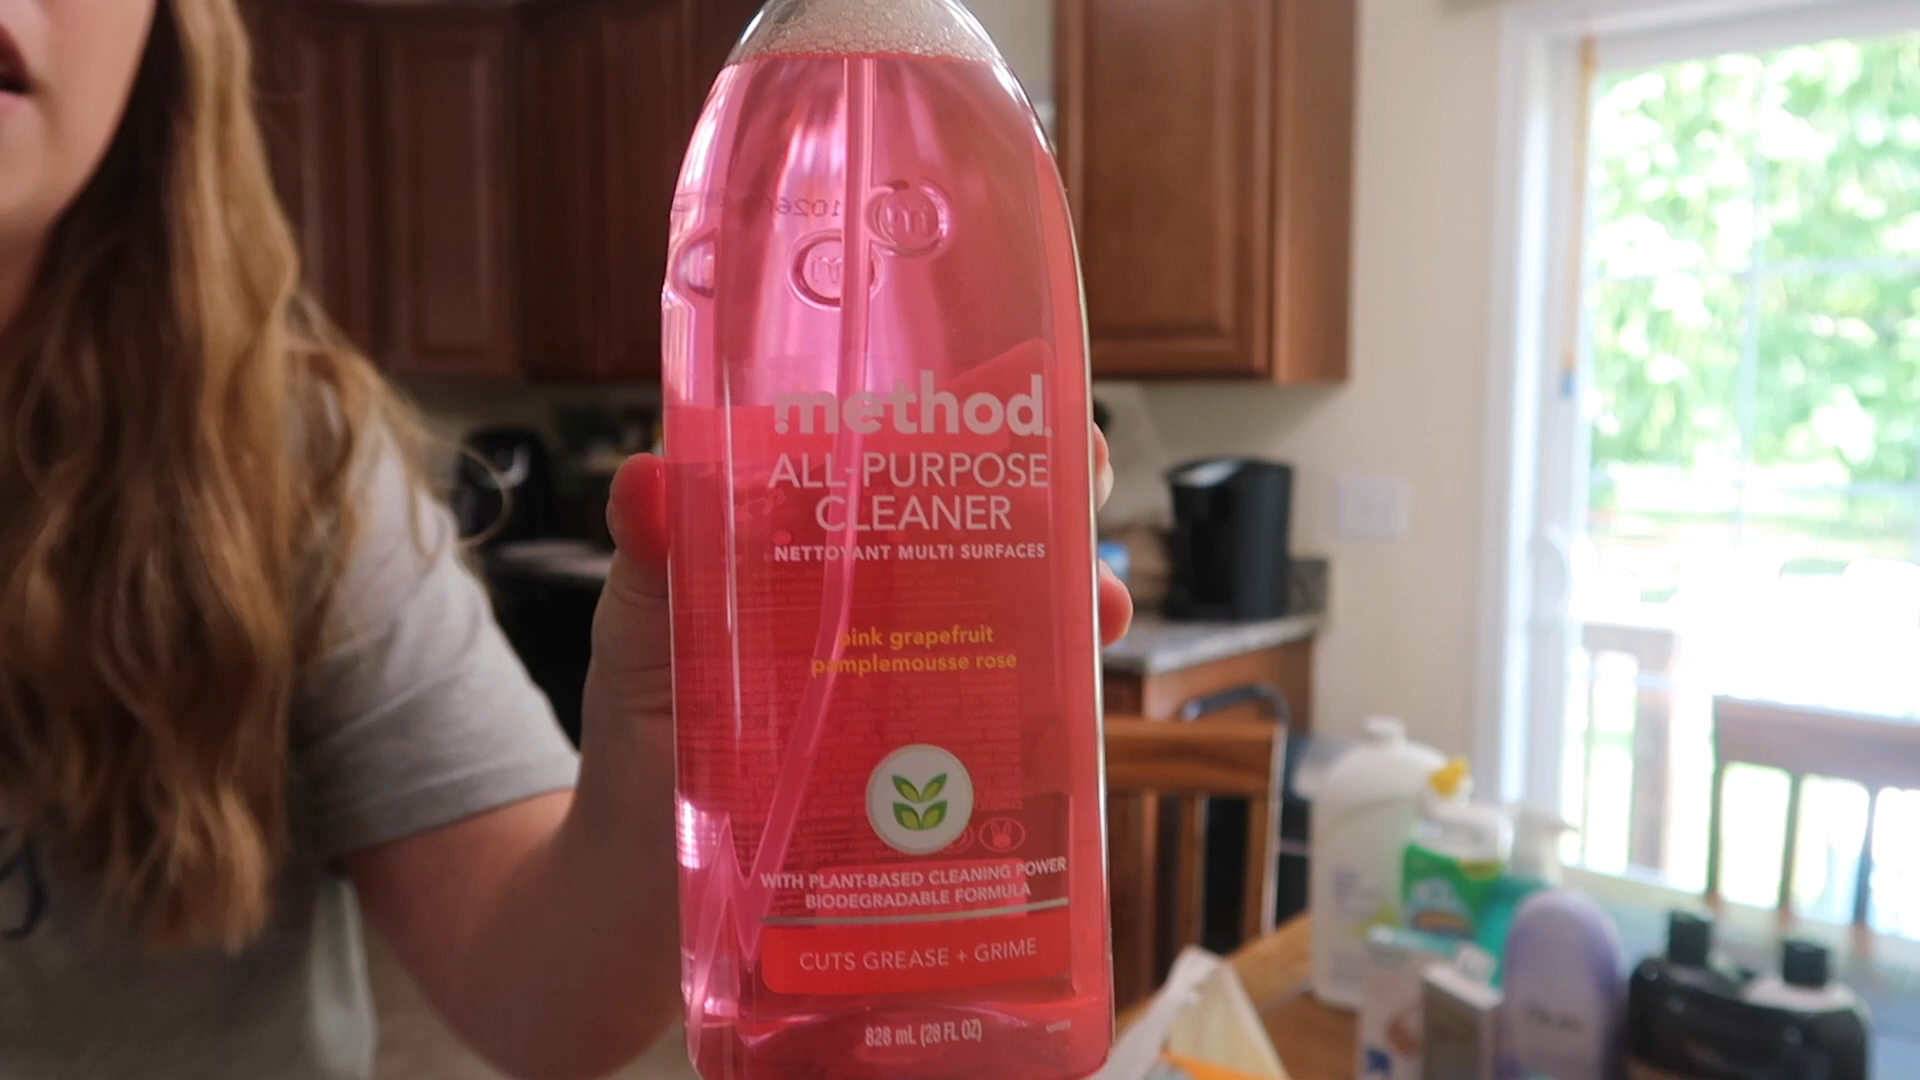 method.
ALL-PURPOSE
CLEANER
NETTOYANT MULTI SURFACES
pink grapefruit
pamplemousse rose
WITH PLANT-BASED CLEANING POWER
BIODEGRADABLE FORMULA
CUTS GREASE + GRIME
828 mL (28 FL OZ)